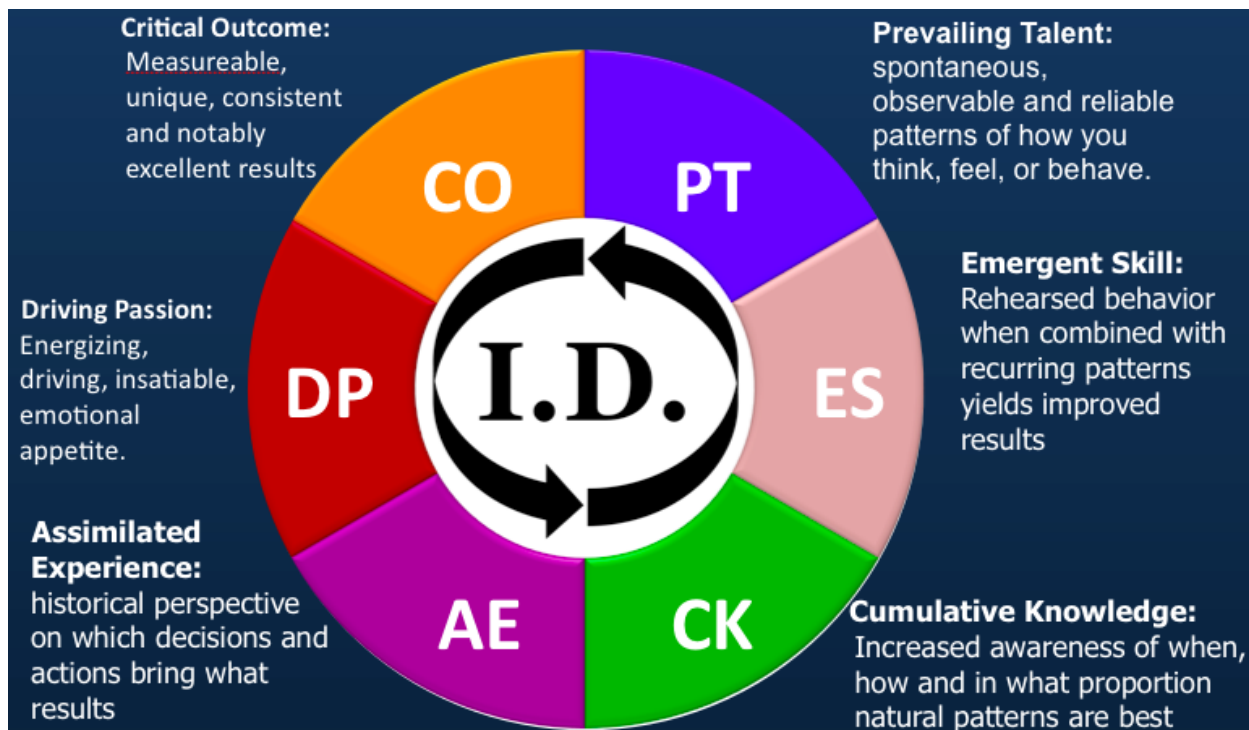 Critical Outcome:
Measureable,
unique, consistent
and notably
excellent results
Prevailing Talent:
spontaneous,
observable and reliable
patterns of how you
think, feel, or behave.
CO
PT
Driving Passion:
Energizing,
driving, insatiable,
emotional
appetite.
DP
I.D.
ES
Emergent Skill:
Rehearsed behavior
when combined with
recurring patterns
yields improved
results
Assimilated
Experience:
historical perspective
on which decisions and
actions bring what
results
AE
CK
Cumulative Knowledge:
Increased awareness of when,
how and in what proportion
natural patterns are best